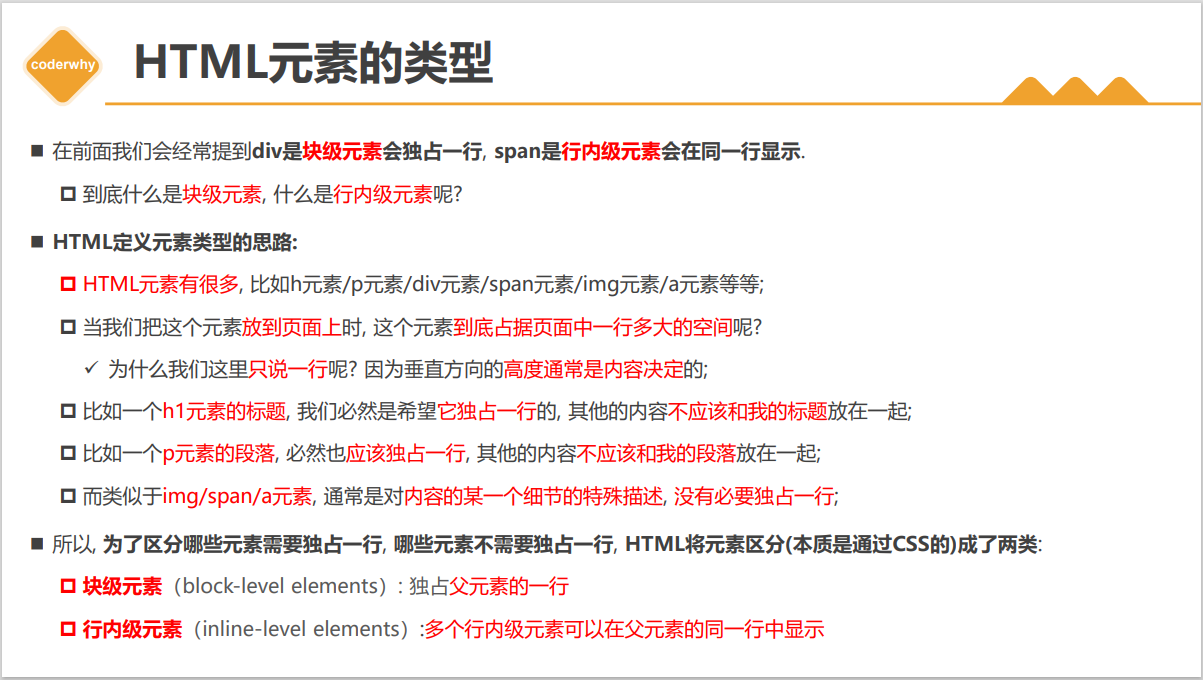 coderwhy
HTML元素的类型
在前面我们会经常提到div是块级元素会独占一行, span是行内级元素会在同一行显示.
到底什么是块级元素, 什么是行内级元素呢?
HTML定义元素类型的思路:
HTML元素有很多, 比如h元素/p元素/div元素/span元素/img元素/a元素等等;
当我们把这个元素放到页面上时, 这个元素到底占据页面中一行多大的空间呢?
✓ 为什么我们这里只说一行呢? 因为垂直方向的高度通常是内容决定的;
比如一个h1元素的标题, 我们必然是希望它独占一行的, 其他的内容不应该和我的标题放在一起;
比如一个p元素的段落, 必然也应该独占一行, 其他的内容不应该和我的段落放在一起;
而类似于img/span/a元素, 通常是对内容的某一个细节的特殊描述, 没有必要独占一行;
所以, 为了区分哪些元素需要独占一行, 哪些元素不需要独占一行, HTML将元素区分(本质是通过CSS的)成了两类:
块级元素（block-level elements）: 独占父元素的一行
行内级元素（inline-level elements）:多个行内级元素可以在父元素的同一行中显示